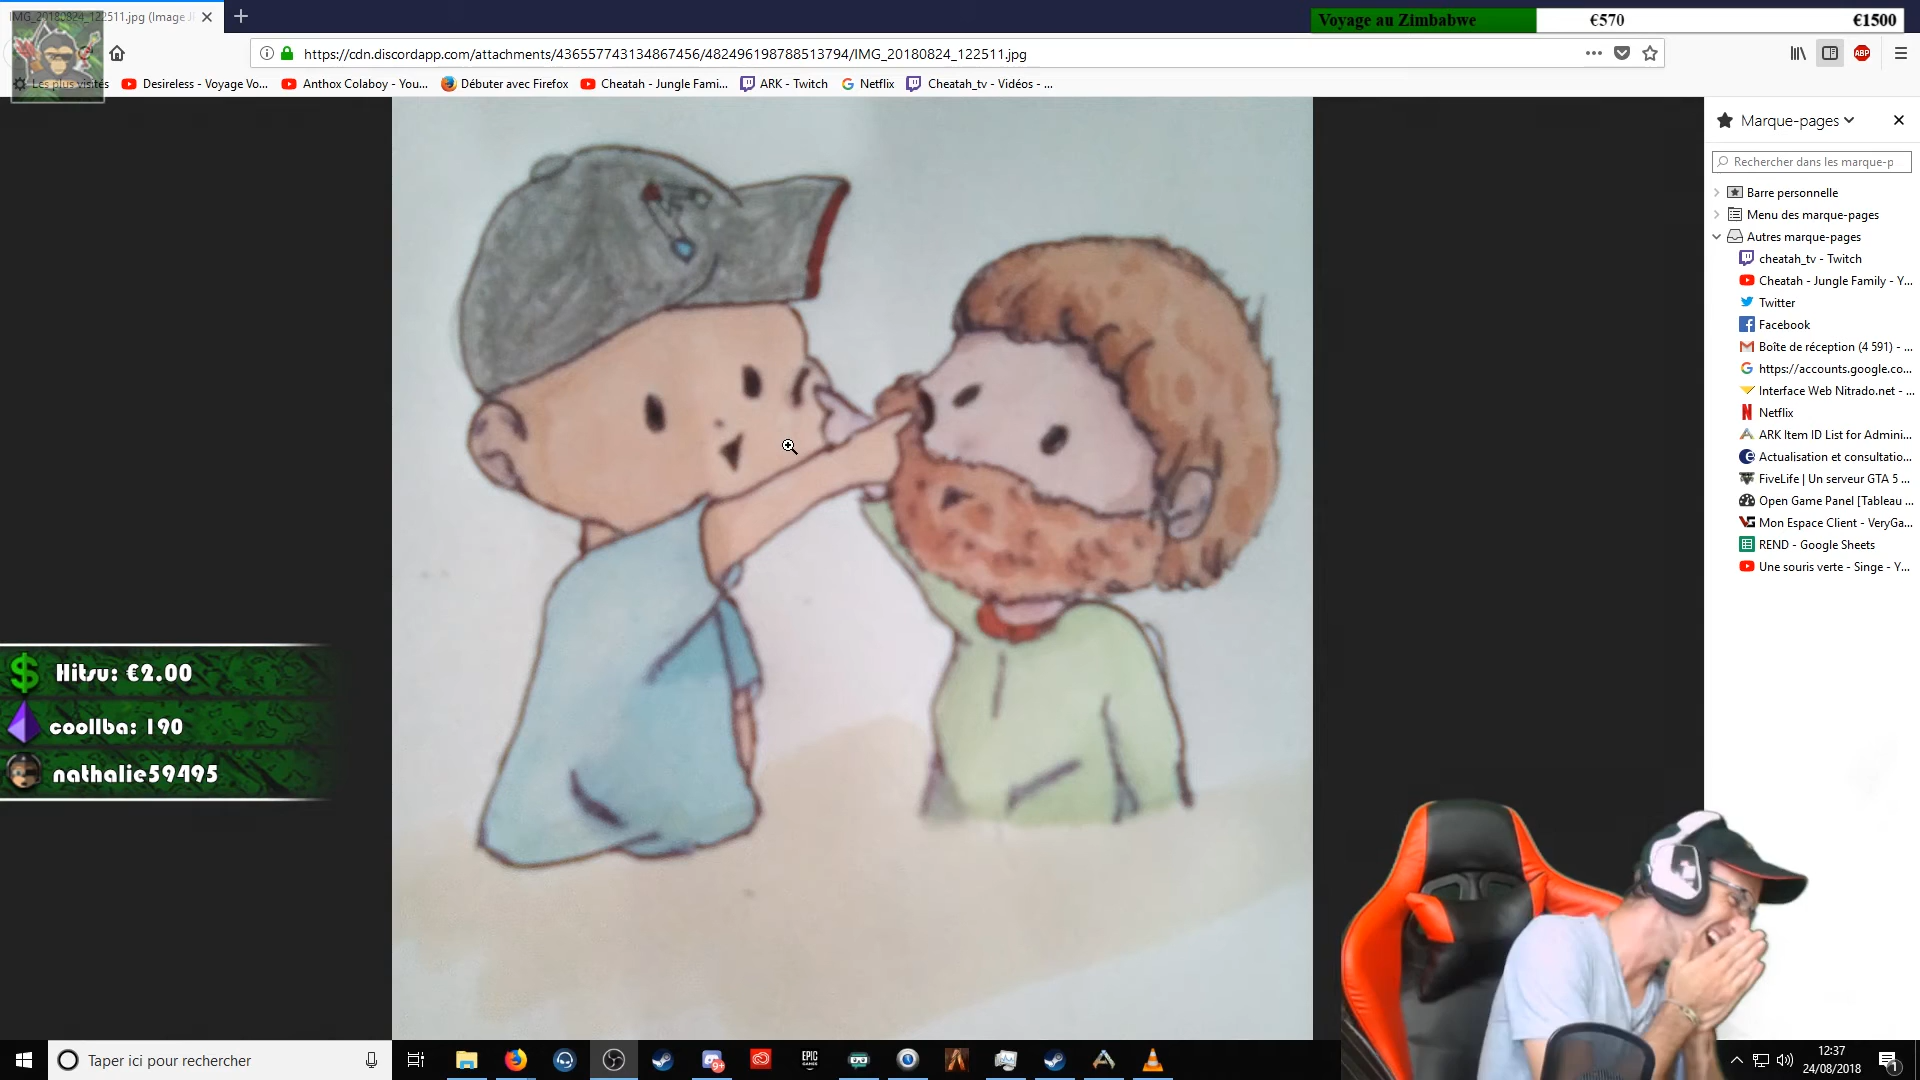 IMG_20180824_122511.jpg (Image J
Voyage au Zimbabwe
€570
€1500
https://cdn.discordapp.com/attachments/436557743134867456/482496198788513794/IMG_20180824_122511.jpg
ABP
Les plus visités
Desireless - Voyage Vo...
Anthox Colaboy - You...
Débuter avec Firefox
Cheatah - Jungle Fami...
ARK - Twitch
Netflix
Cheatah_tv - Vidéos - ...
Marque-pages
Rechercher dans les marque-p
Barre personnelle
Menu des marque-pages
Autres marque-pages
cheatah_tv - Twitch
Cheatah - Jungle Family - Y...
Twitter
Facebook
Boîte de réception (4 591) - ...
https://accounts.google.co...
Interface Web Nitrado.net - ...
Netflix
ARK Item ID List for Admini...
Actualisation et consultatio...
FiveLife | Un serveur GTA 5 ...
Open Game Panel [Tableau ...
Mon Espace Client - VeryGa...
REND - Google Sheets
Une souris verte - Singe - Y...
Hitsu: €2.00
coollba: 190
nathalie59495
Taper ici pour rechercher
9+
EPIC
GAMES
12:37
24/08/2018
1